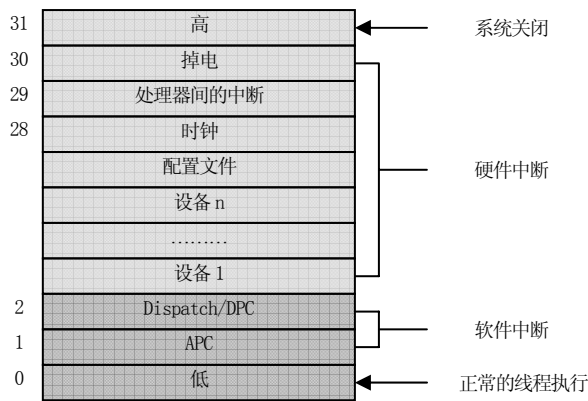 31 高 系统关闭
30 掉电
29 处理器间的中断
28 时钟
配置文件 硬件中断
设备 n
………
设备 1
2 Dispatch/DPC
软件中断
1 APC
0 低 正常的线程执行